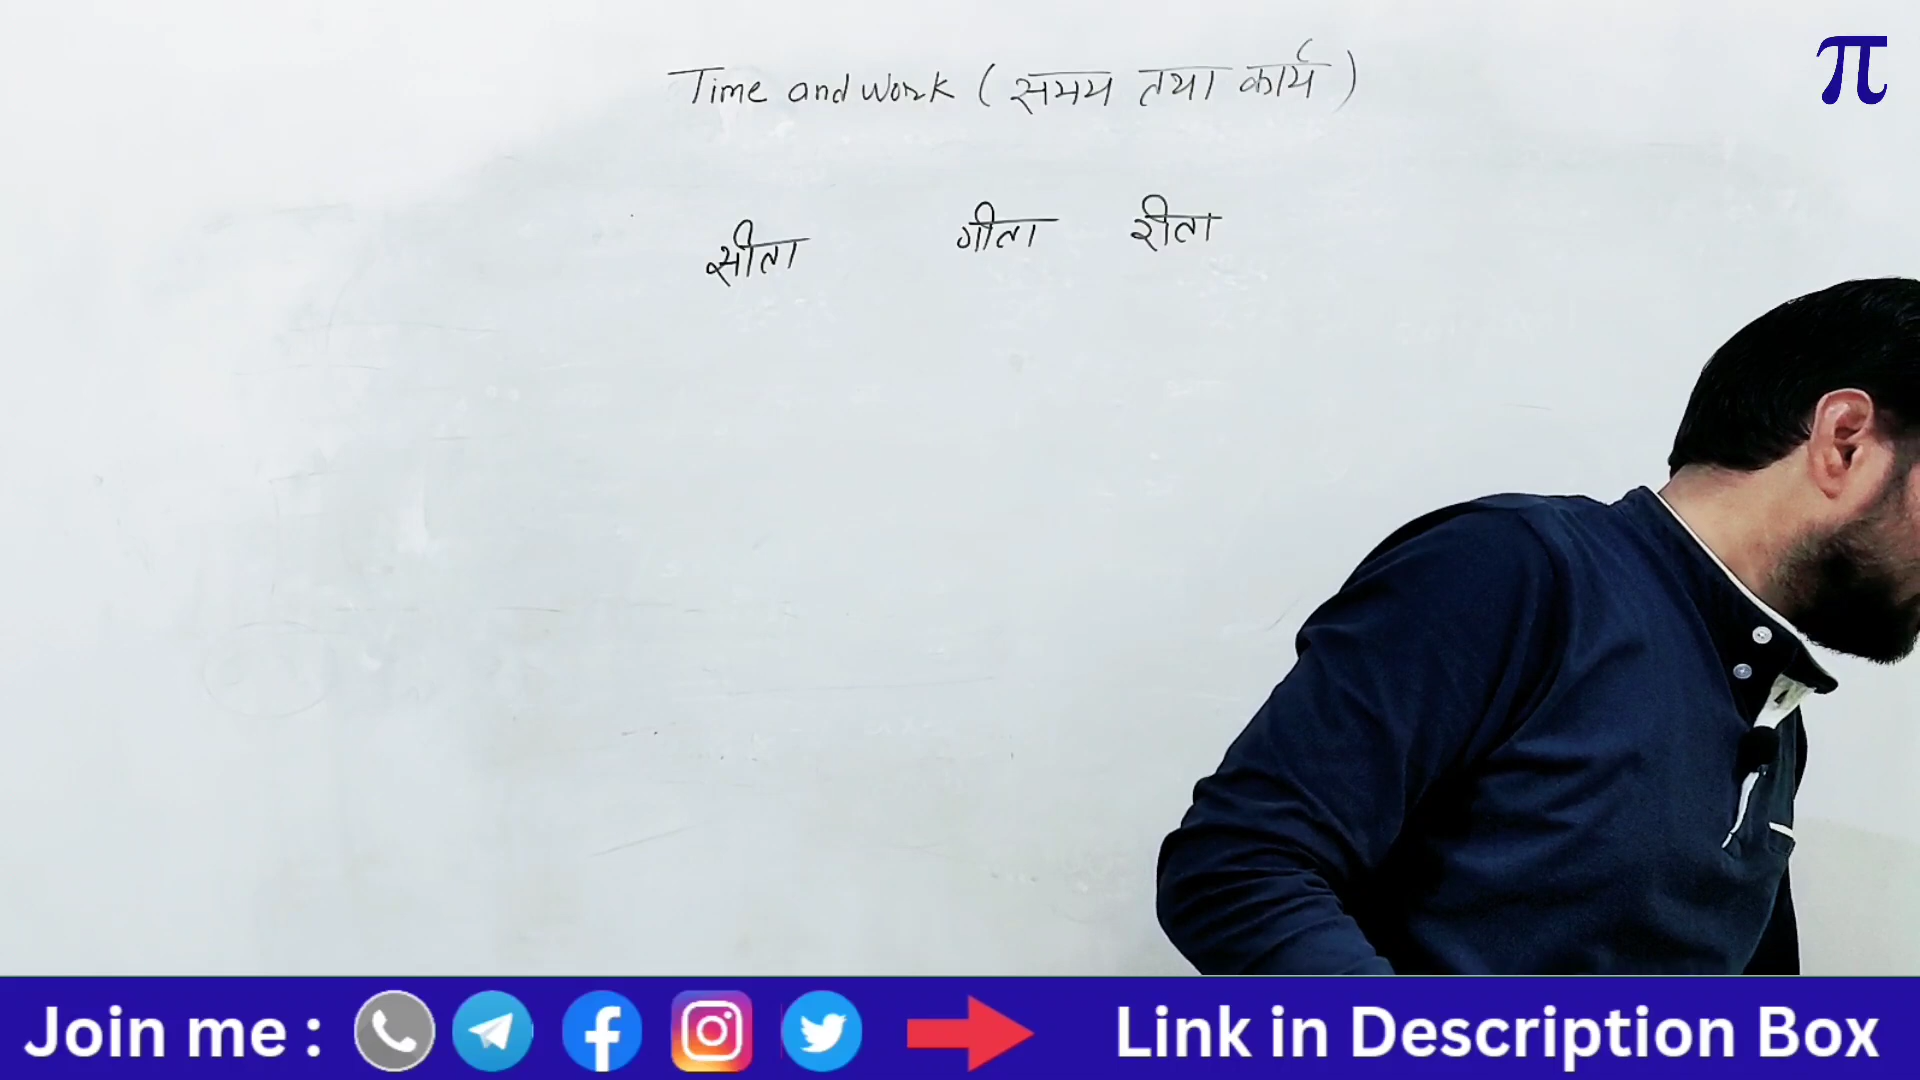 Time and work ( समय तथा कार्य )
π
सीता गीता रीता
Join me : Link in Description Box